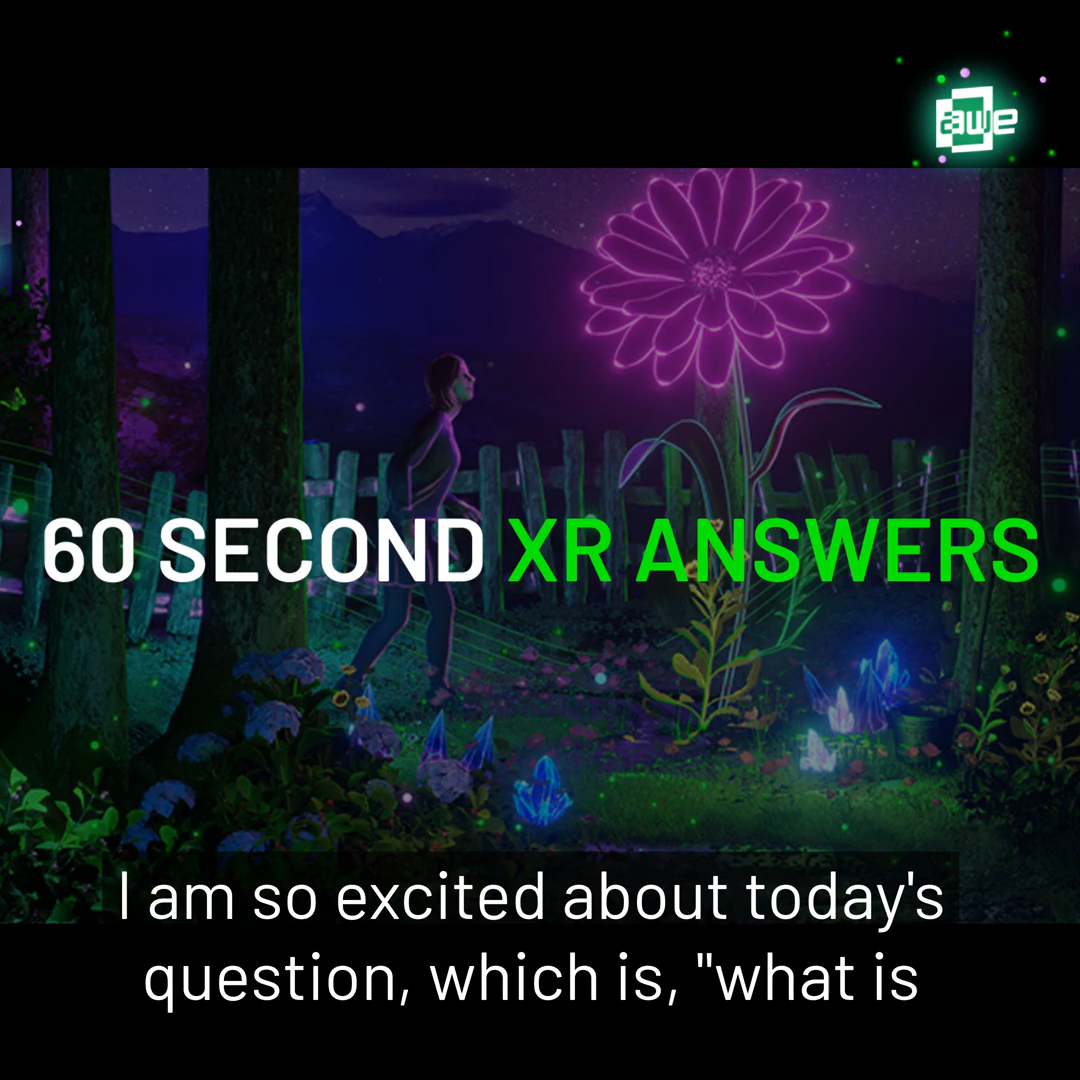 awe
60 SECOND XR ANSWERS
I am so excited about today's
question, which is, "what is